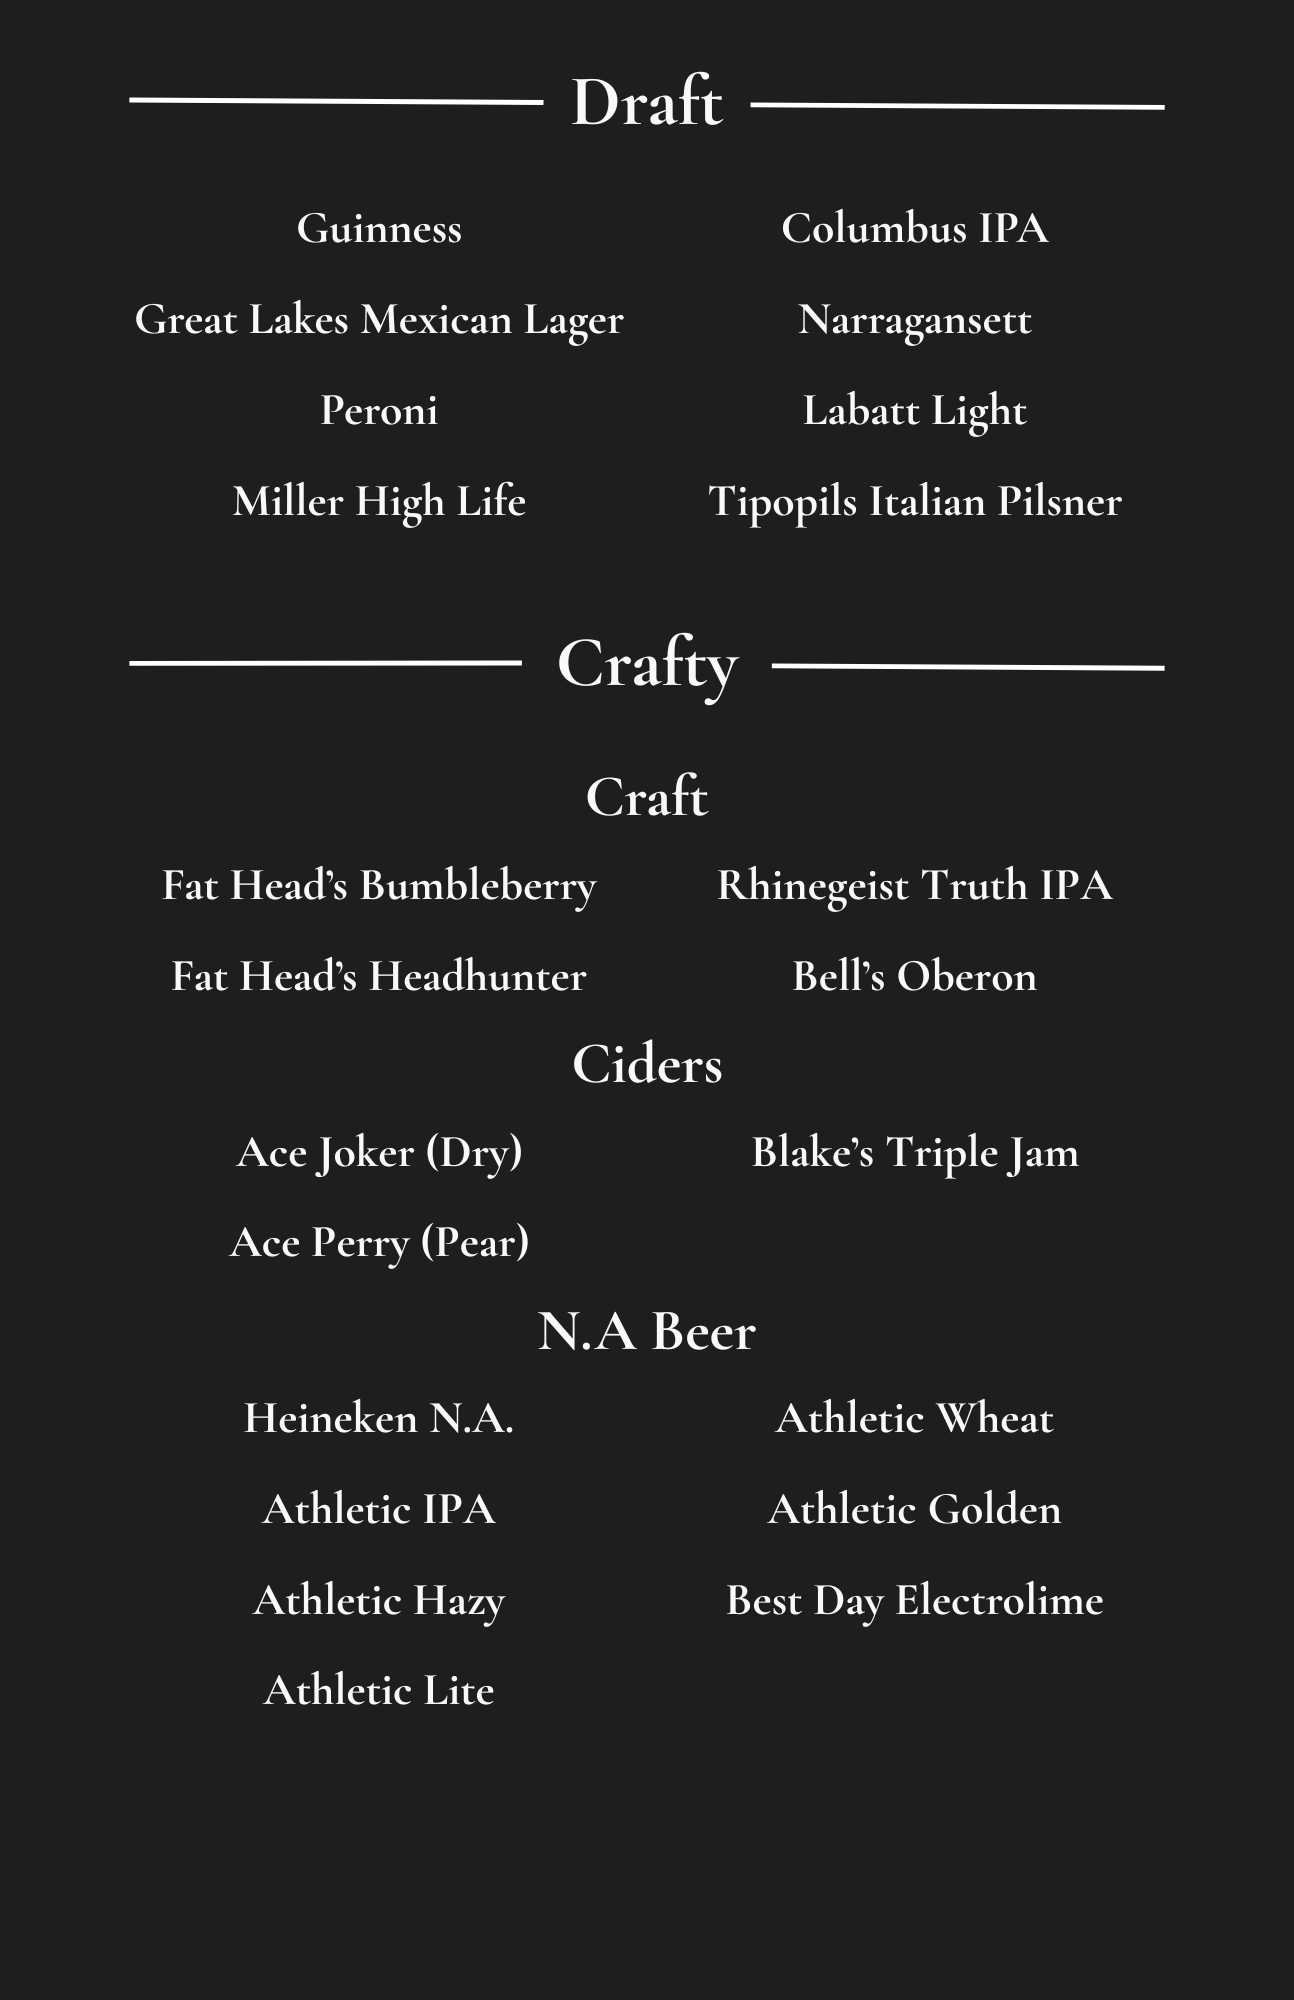 Draft
Guinness
Columbus IPA
Great Lakes Mexican Lager
Narragansett
Peroni
Labatt Light
Miller High Life
Tipopils Italian Pilsner
Crafty
Craft
Fat Head’s Bumbleberry
Rhinegeist Truth IPA
Fat Head’s Headhunter
Bell’s Oberon
Ciders
Ace Joker (Dry)
Blake’s Triple Jam
Ace Perry (Pear)
N.A Beer
Heineken N.A.
Athletic Wheat
Athletic IPA
Athletic Golden
Athletic Hazy
Best Day Electrolime
Athletic Lite